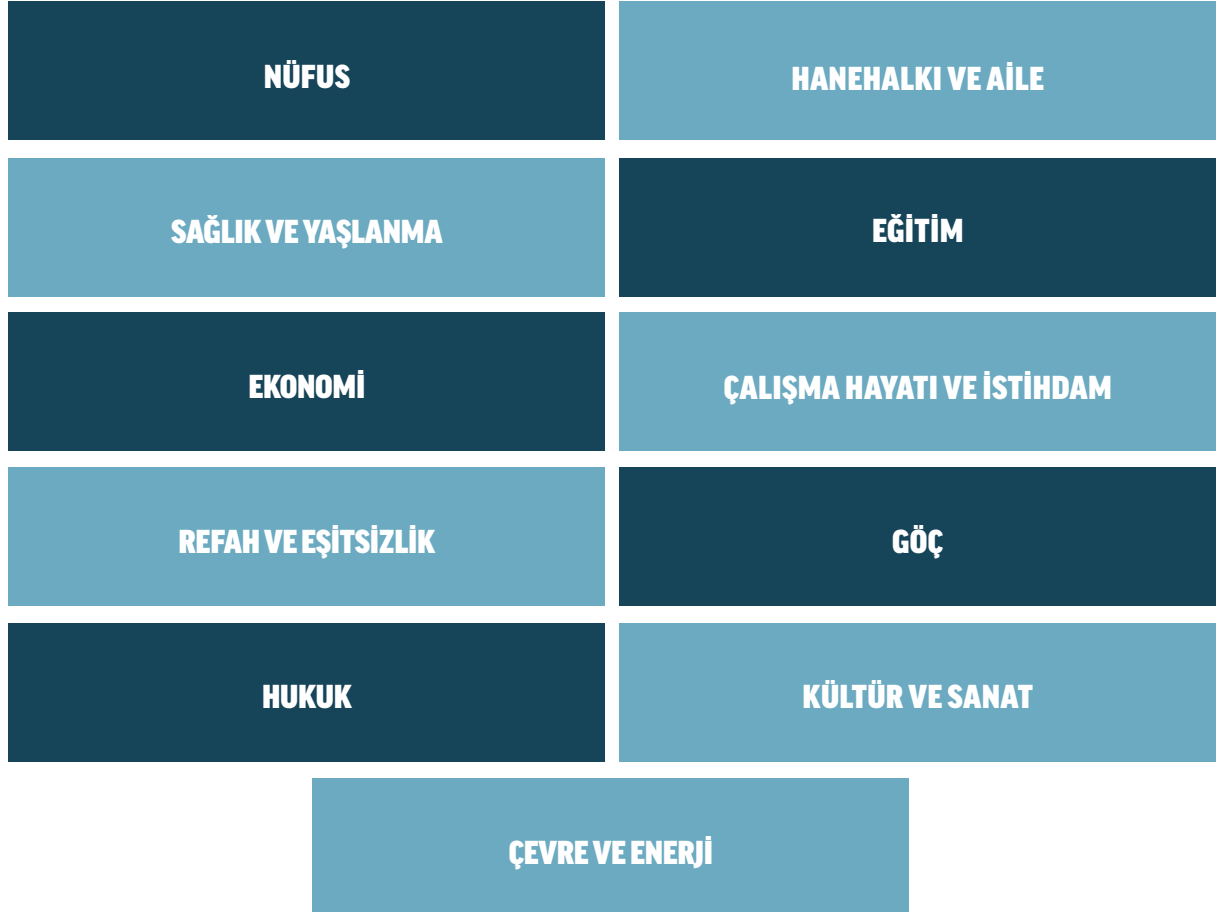 NÜFUS
HANEHALKI VE AİLE
SAĞLIK VE YAŞLANMA
EĞİTİM
EKONOMİ
ÇALIŞMA HAYATI VE İSTİHDAM
REFAH VE EŞİTSİZLİK
GÖÇ
HUKUK
KÜLTÜR VE SANAT
ÇEVRE VE ENERJİ